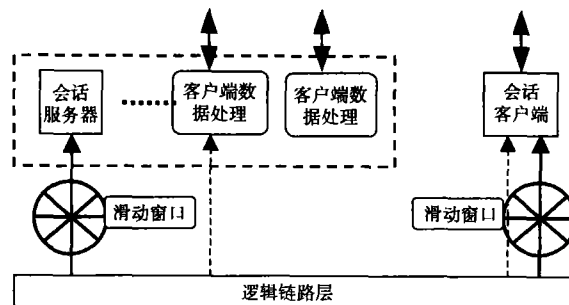 会话
服务器
客户端数
据处理
客户端数
据处理
会话
客户端
滑动窗口
滑动窗口
逻辑链路层